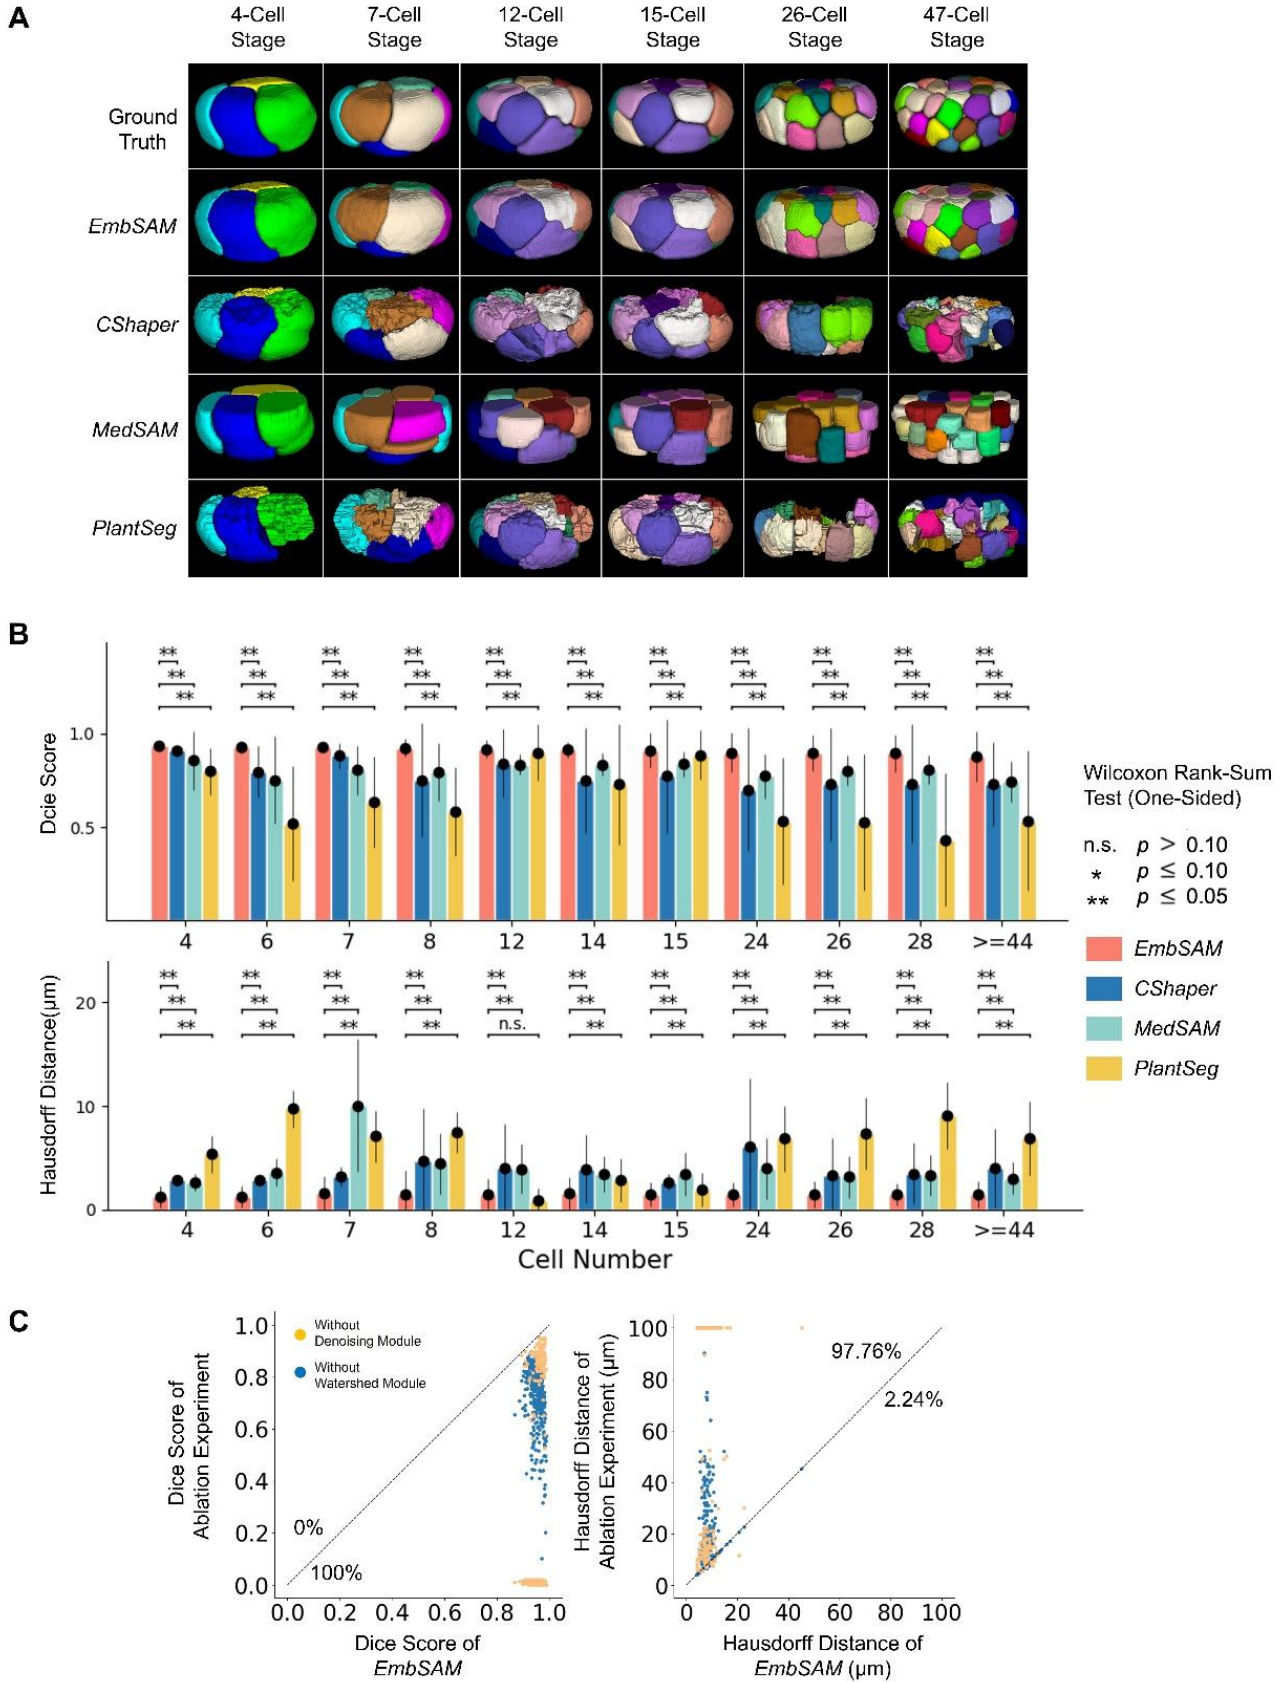 A
4-Cell Stage
7-Cell Stage
12-Cell Stage
15-Cell Stage
26-Cell Stage
47-Cell Stage
Ground
Truth
EmbSAM
CShaper
MedSAM
PlantSeg
B
** ** ** ** ** ** ** ** ** ** **
** ** ** ** ** ** ** ** ** ** **
** ** ** ** ** ** ** ** ** ** **
Dcie Score
1.0
0.5
4 6 7 8 12 14 15 24 26 28 >=44
** ** ** ** ** ** ** ** ** ** **
** ** ** ** ** ** ** ** ** ** **
** ** ** ** n.s. ** ** ** ** ** **
Hausdorff Distance(μm)
20
10
0
4 6 7 8 12 14 15 24 26 28 >=44
Cell Number
Wilcoxon Rank-Sum
Test (One-Sided)
n.s. p > 0.10
* p ≤ 0.10
** p ≤ 0.05
EmbSAM
CShaper
MedSAM
PlantSeg
C
Dice Score of
Ablation Experiment
1.0
0.8
0.6
0.4
0.2
0.0
Without
Denoising Module
Without
Watershed Module
0%
100%
0.0 0.2 0.4 0.6 0.8 1.0
Dice Score of
EmbSAM
Hausdorff Distance of
Ablation Experiment (μm)
100
80
60
40
20
0
97.76%
2.24%
0 20 40 60 80 100
Hausdorff Distance of
EmbSAM (μm)